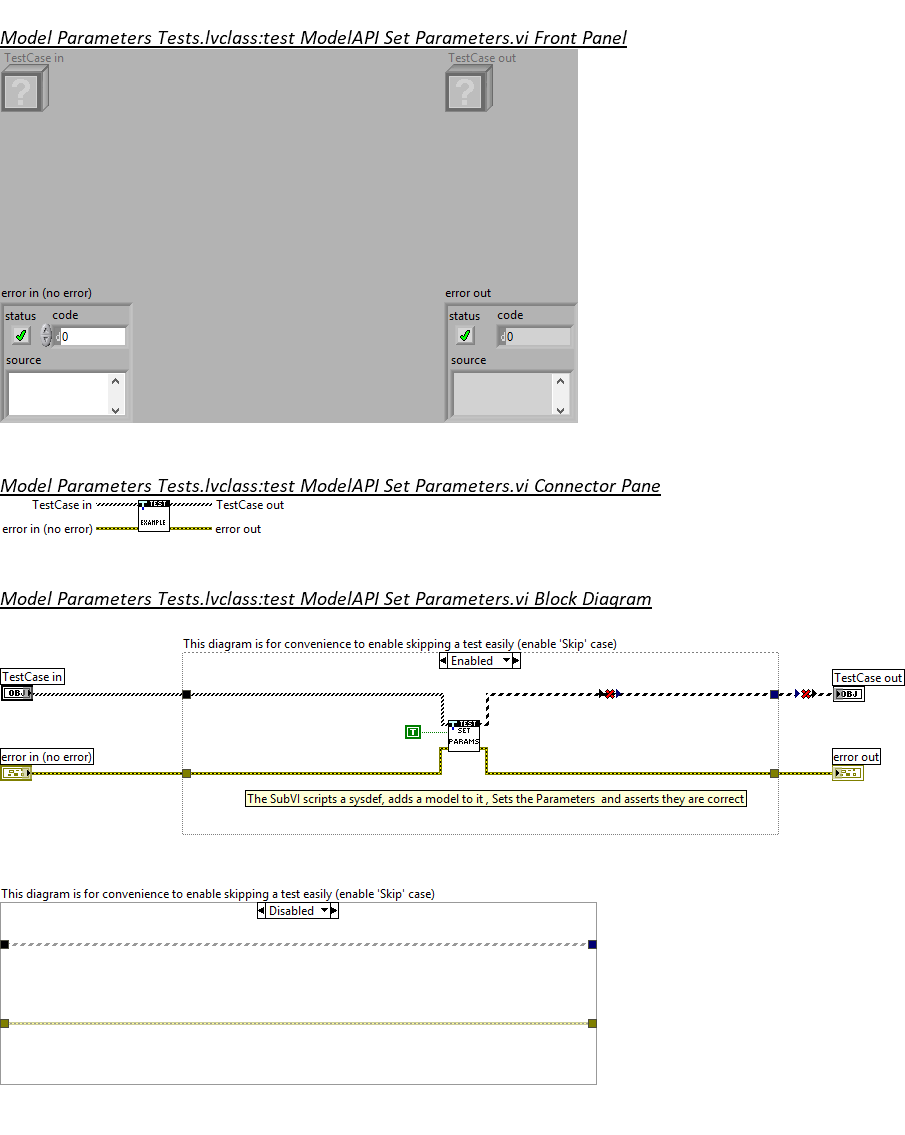 Model Parameters Tests.lvclass:test ModelAPI Set Parameters.vi Front Panel
TestCase in
TestCase out
?
?
error in (no error)
error out
status code
status code
d 0
d 0
source
source
Model Parameters Tests.lvclass:test ModelAPI Set Parameters.vi Connector Pane
TestCase in
TEST
TestCase out
error in (no error)
EXAMPLE
error out
Model Parameters Tests.lvclass:test ModelAPI Set Parameters.vi Block Diagram
This diagram is for convenience to enable skipping a test easily (enable 'Skip' case)
Enabled
TestCase in
TestCase out
OBJ
OBJ
TEST
T
SET
PARAMS
error in (no error)
error out
The SubVI scripts a sysdef, adds a model to it , Sets the Parameters and asserts they are correct
This diagram is for convenience to enable skipping a test easily (enable 'Skip' case)
Disabled